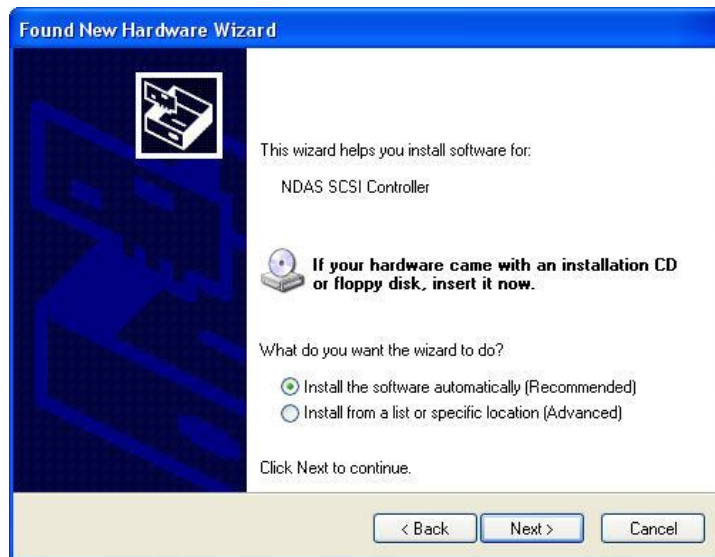 Found New Hardware Wizard
This wizard helps you install software for:
NDAS SCSI Controller
If your hardware came with an installation CD
or floppy disk, insert it now.
What do you want the wizard to do?
Install the software automatically (Recommended)
Install from a list or specific location (Advanced)
Click Next to continue.
< Back
Next >
Cancel